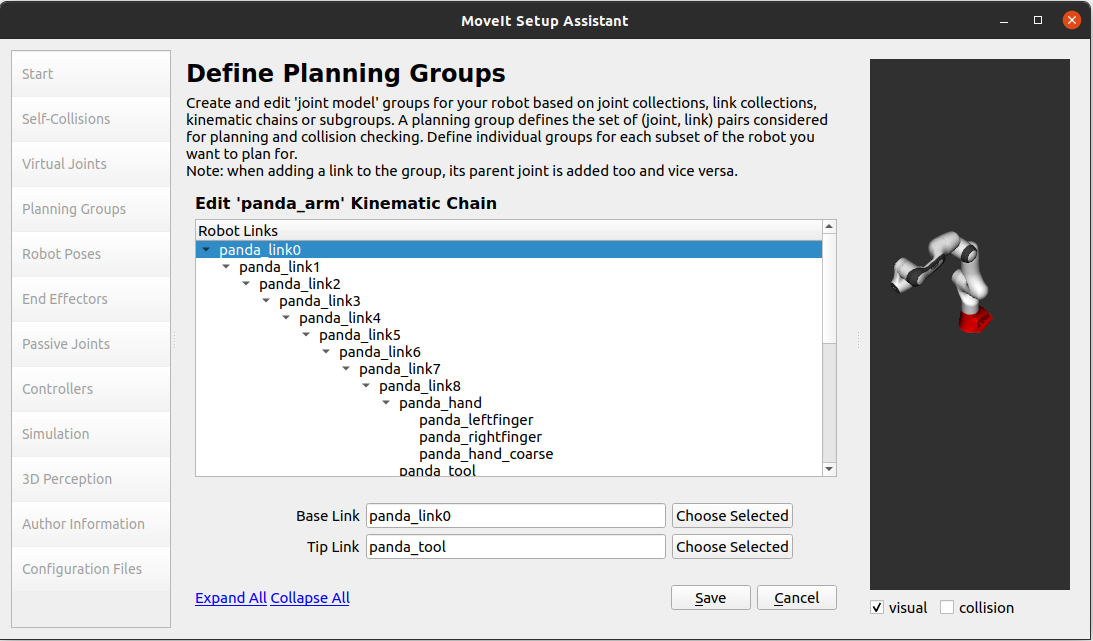 MoveIt Setup Assistant
Start
Self-Collisions
Virtual Joints
Planning Groups
Robot Poses
End Effectors
Passive Joints
Controllers
Simulation
3D Perception
Author Information
Configuration Files
Define Planning Groups
Create and edit 'joint model' groups for your robot based on joint collections, link collections,
kinematic chains or subgroups. A planning group defines the set of (joint, link) pairs considered
for planning and collision checking. Define individual groups for each subset of the robot you
want to plan for.
Note: when adding a link to the group, its parent joint is added too and vice versa.
Edit 'panda_arm' Kinematic Chain
Robot Links
panda_link0
panda_link1
panda_link2
panda_link3
panda_link4
panda_link5
panda_link6
panda_link7
panda_link8
panda_hand
panda_leftfinger
panda_rightfinger
panda_hand_coarse
panda_tool
Base Link panda_link0 Choose Selected
Tip Link panda_tool Choose Selected
Expand All Collapse All Save Cancel
visual collision